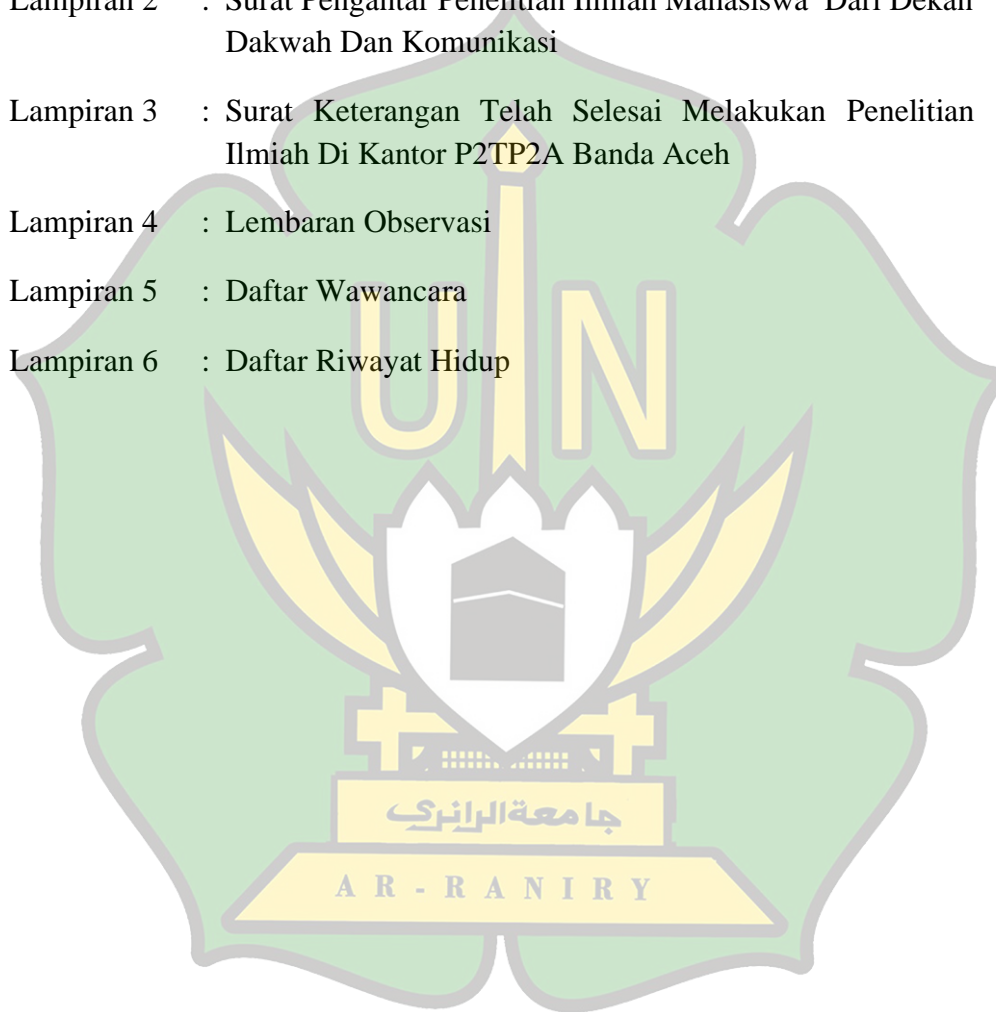 Lampiran 2 : Surat Pengantar Penelitian Ilmiah Mahasiswa Dari Dekan
Dakwah Dan Komunikasi
Lampiran 3 : Surat Keterangan Telah Selesai Melakukan Penelitian
Ilmiah Di Kantor P2TP2A Banda Aceh
Lampiran 4 : Lembaran Observasi
Lampiran 5 : Daftar Wawancara
Lampiran 6 : Daftar Riwayat Hidup
U N
جامعةالرانري
AR-RANIRY